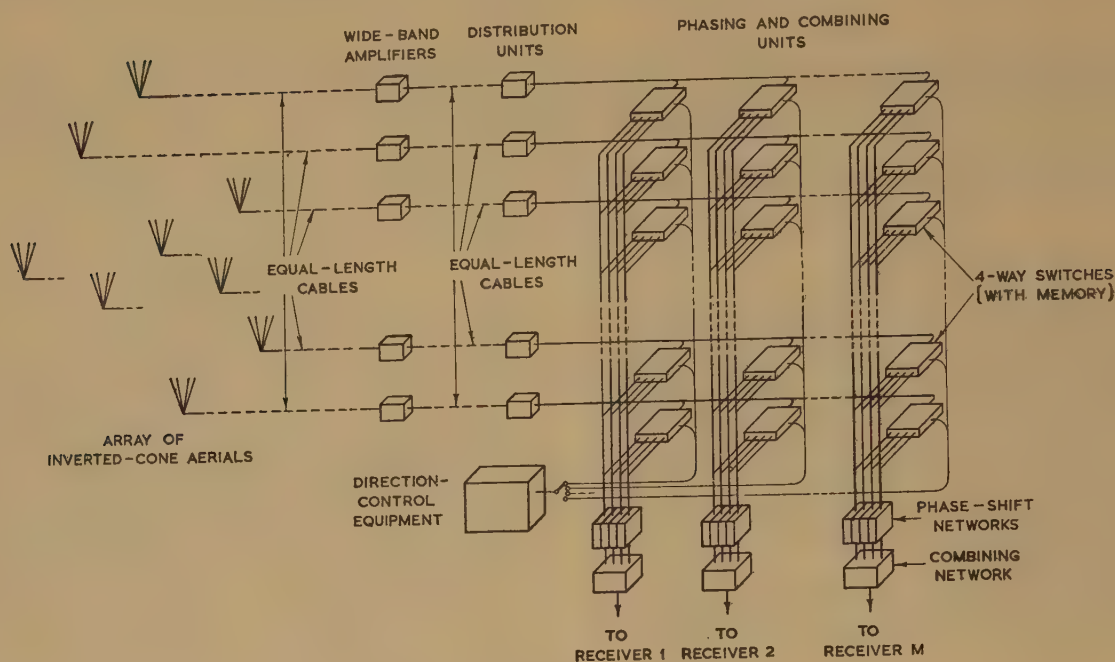 WIDE-BAND
AMPLIFIERS
DISTRIBUTION
UNITS
PHASING AND COMBINING
UNITS
EQUAL-LENGTH
CABLES
EQUAL-LENGTH
CABLES
4-WAY SWITCHES
(WITH MEMORY)
ARRAY OF
INVERTED-CONE AERIALS
DIRECTION-
CONTROL
EQUIPMENT
PHASE-SHIFT
NETWORKS
COMBINING
NETWORK
TO
RECEIVER 1
TO
RECEIVER 2
TO
RECEIVER M